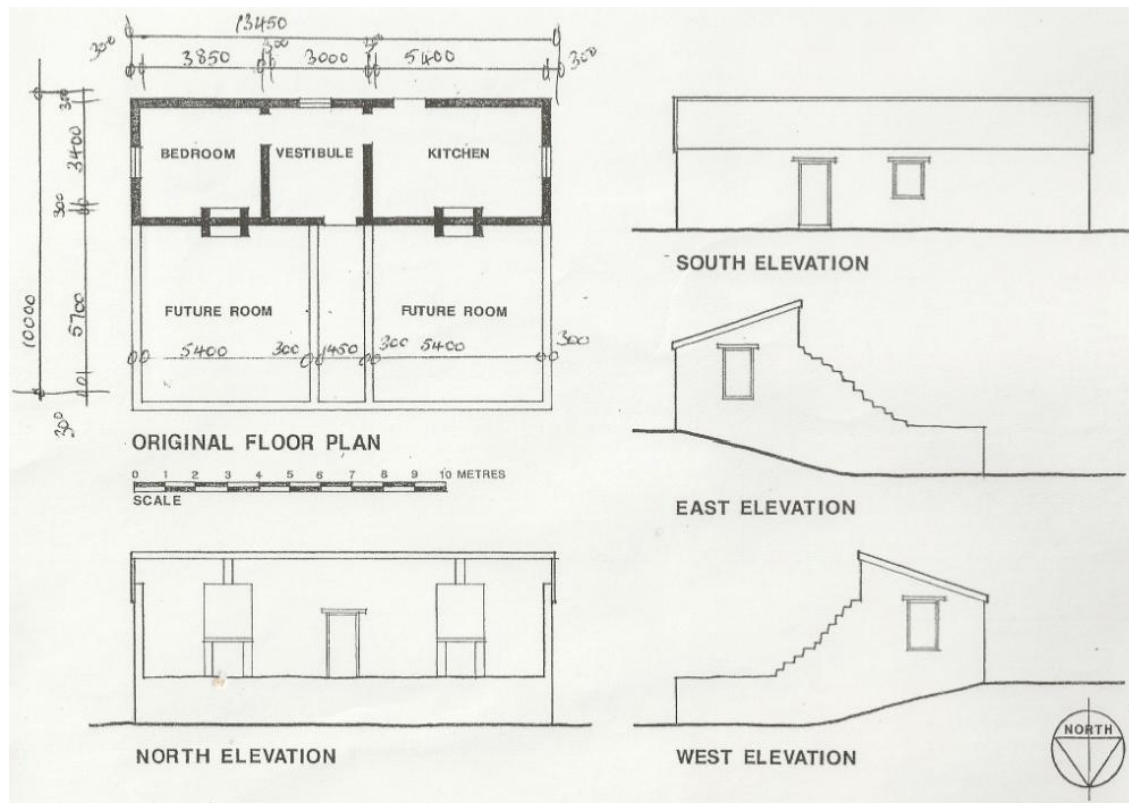 13450
300 3850 300 3000 300 5400 300
300
3400
300
BEDROOM VESTIBULE KITCHEN
10000
5700
FUTURE ROOM FUTURE ROOM
5400 300 1450 300 5400 300
300
ORIGINAL FLOOR PLAN
0 1 2 3 4 5 6 7 8 9 10 METRES
SCALE
SOUTH ELEVATION
EAST ELEVATION
NORTH ELEVATION
WEST ELEVATION
NORTH